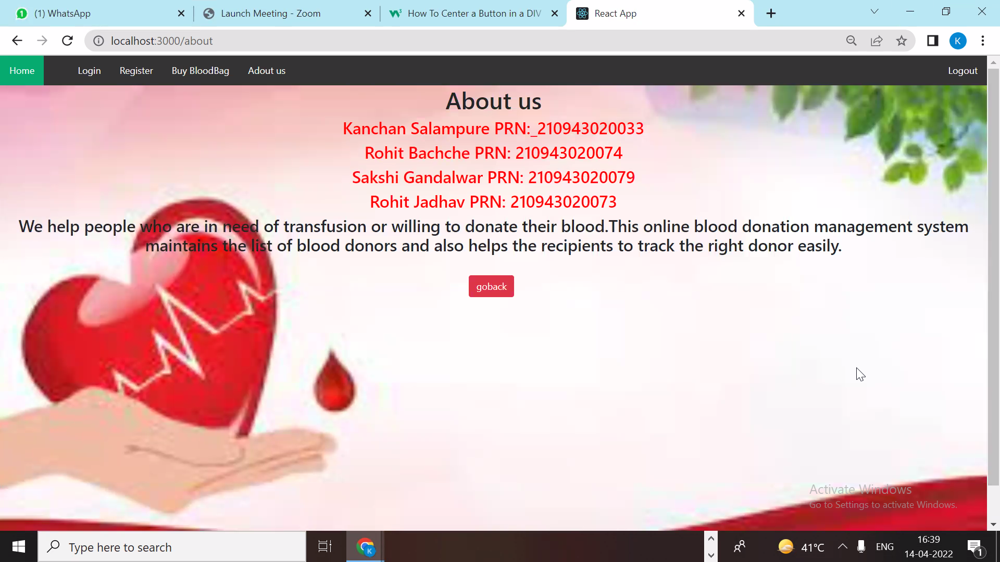 (1) WhatsApp
Launch Meeting - Zoom
How To Center a Button in a DIV
React App
localhost:3000/about
K
Home
Login
Register
Buy BloodBag
Adout us
Logout
About us
Kanchan Salampure PRN:_210943020033
Rohit Bachche PRN: 210943020074
Sakshi Gandalwar PRN: 210943020079
Rohit Jadhav PRN: 210943020073
We help people who are in need of transfusion or willing to donate their blood.This online blood donation management system
maintains the list of blood donors and also helps the recipients to track the right donor easily.
goback
Activate Windows
Go to Settings to activate Windows.
Type here to search
K
41°C
ENG
16:39
14-04-2022
1